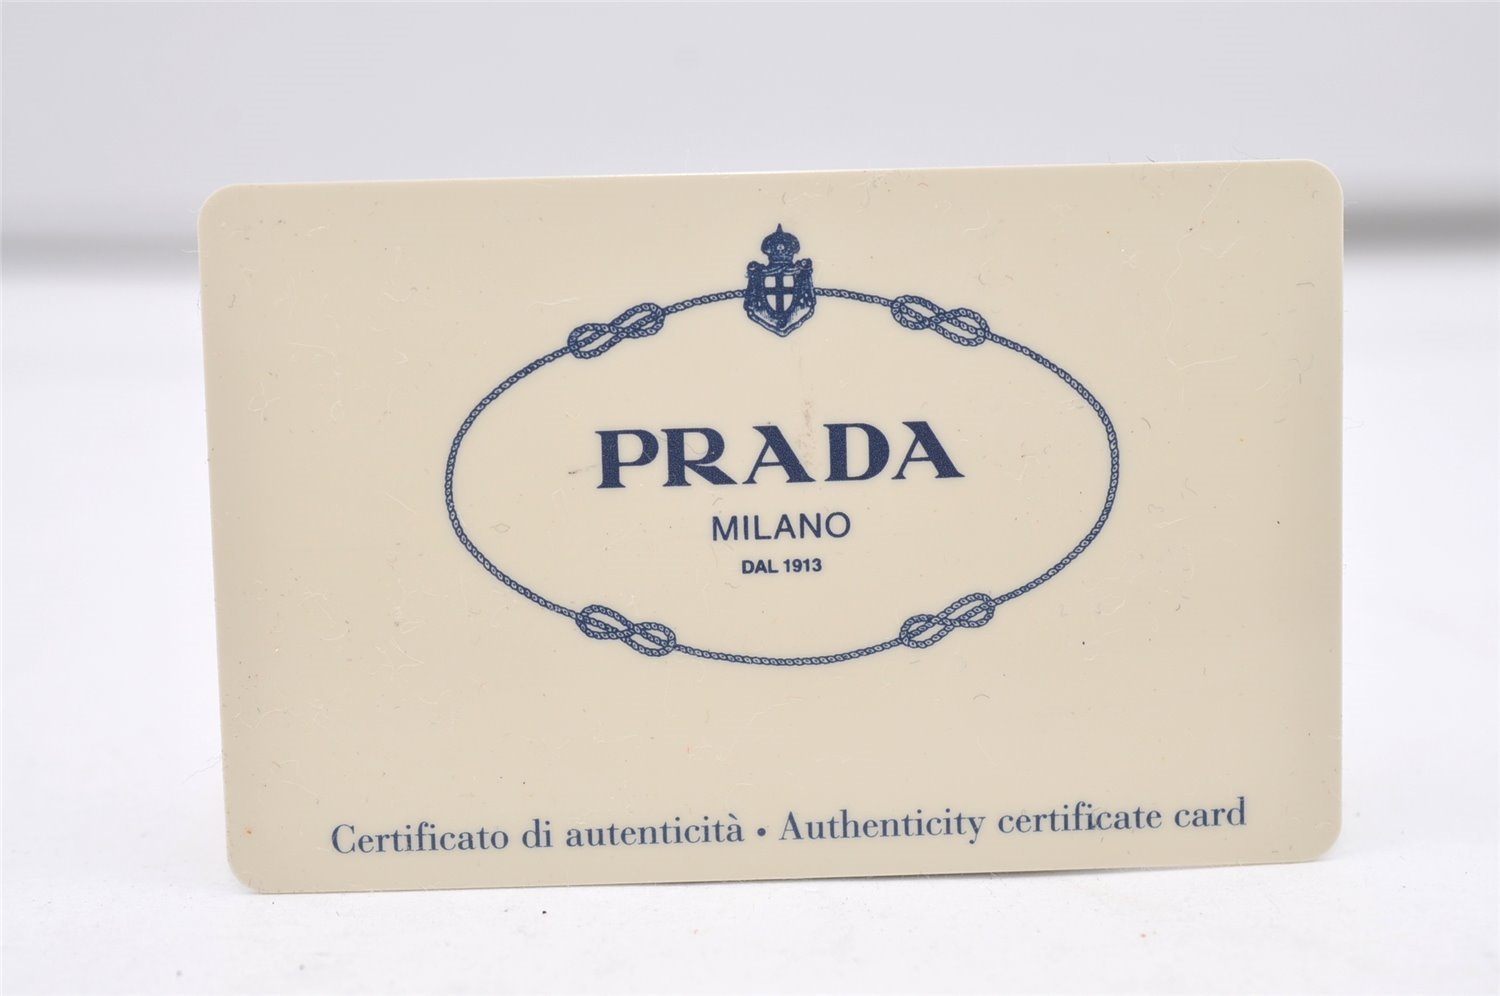 PRADA
MILANO
DAL 1913
Certificato di autenticità • Authenticity certificate card